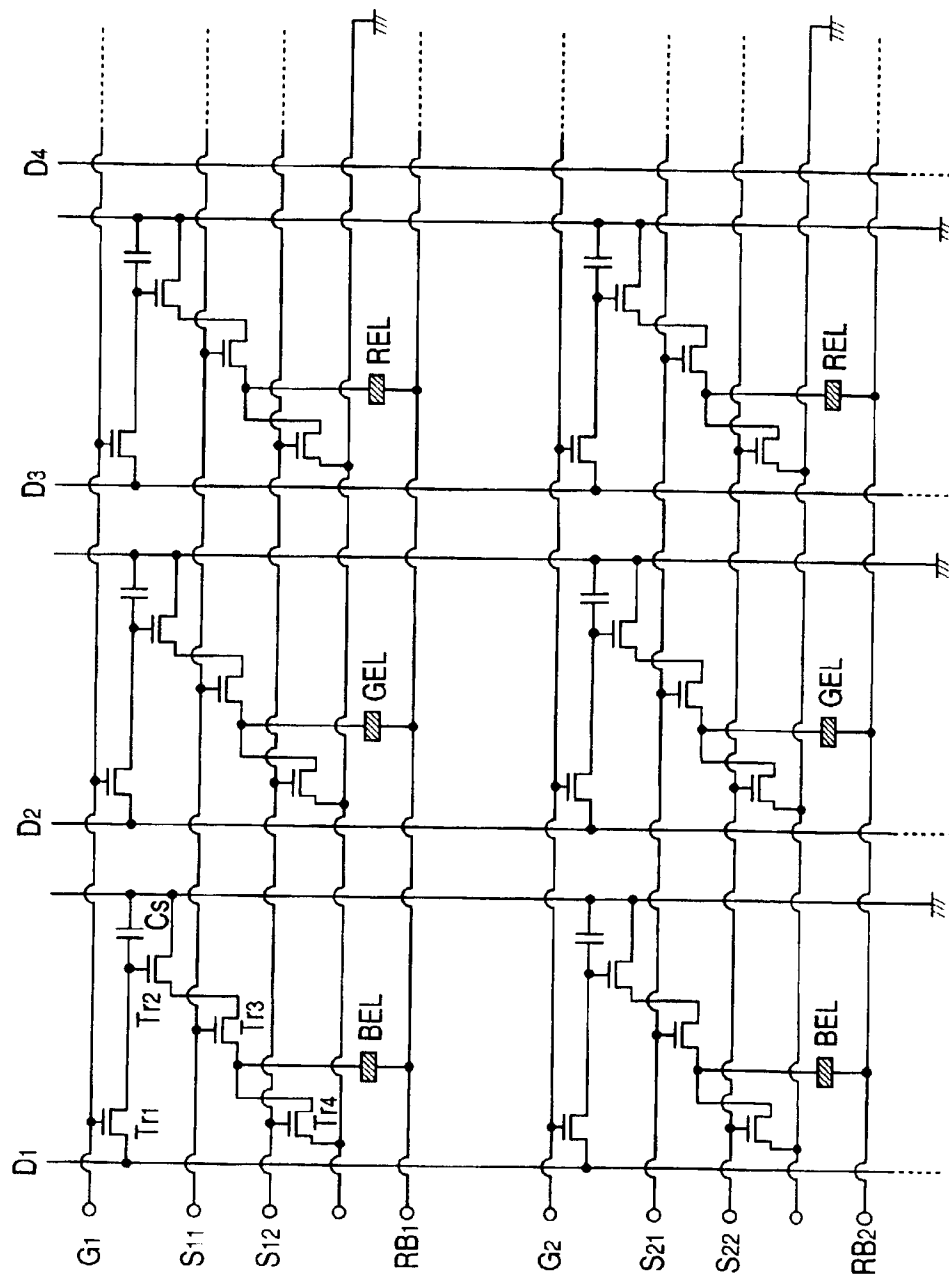 D1
D2
D3
D4
G1
Tr1
Tr2
Cs
S11
Tr3
S12
Tr4
BEL
GEL
REL
RB1
G2
S21
S22
BEL
GEL
REL
RB2